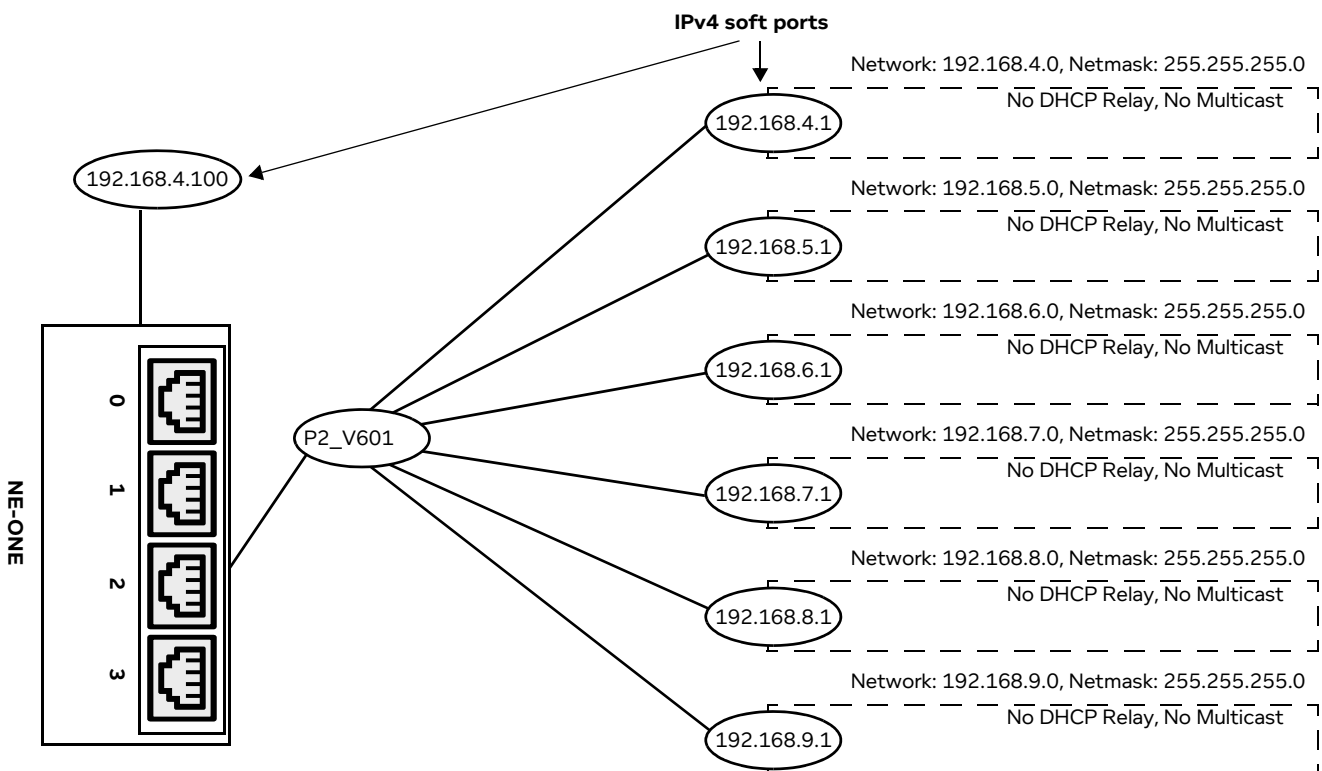 IPv4 soft ports
Network: 192.168.4.0, Netmask: 255.255.255.0
No DHCP Relay, No Multicast
192.168.4.1
192.168.4.100
Network: 192.168.5.0, Netmask: 255.255.255.0
No DHCP Relay, No Multicast
192.168.5.1
Network: 192.168.6.0, Netmask: 255.255.255.0
No DHCP Relay, No Multicast
192.168.6.1
0
P2_V601
Network: 192.168.7.0, Netmask: 255.255.255.0
No DHCP Relay, No Multicast
192.168.7.1
1
NE-ONE
Network: 192.168.8.0, Netmask: 255.255.255.0
No DHCP Relay, No Multicast
192.168.8.1
2
3
Network: 192.168.9.0, Netmask: 255.255.255.0
No DHCP Relay, No Multicast
192.168.9.1